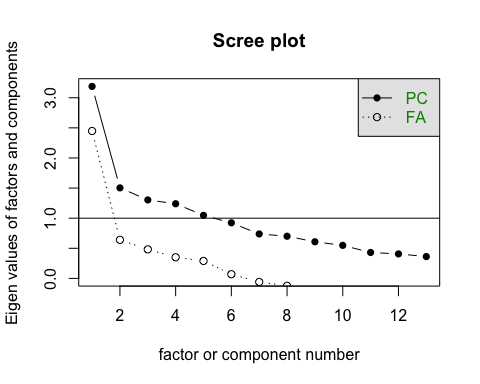 Scree plot
Eigen values of factors and components
3.0
2.0
1.0
0.0
PC
FA
2 4 6 8 10 12
factor or component number